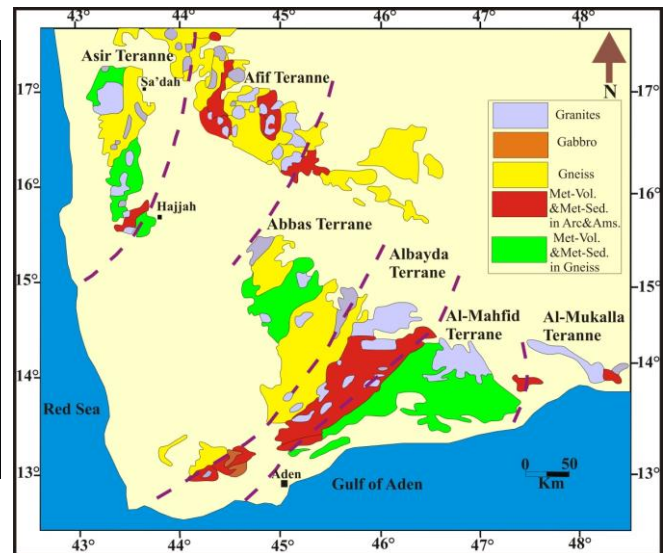 43° 44° 45° 46° 47° 48°
Asir Teranne
Sa'dah
Afif Teranne
N
17° 17°
Granites
Gabbro
Gneiss
Met-Vol.
&Met-Sed.
in Arc&Ams.
Met-Vol.
&Met-Sed.
in Gneiss
16° 16°
Hajjah
Abbas Terrane
Albayda
Terrane
15° 15°
Al-Mahfid
Terrane
Al-Mukalla
Teranne
14° 14°
Red Sea
13° 13°
Aden
Gulf of Aden
0 50
Km
43° 44° 45° 46° 47° 48°